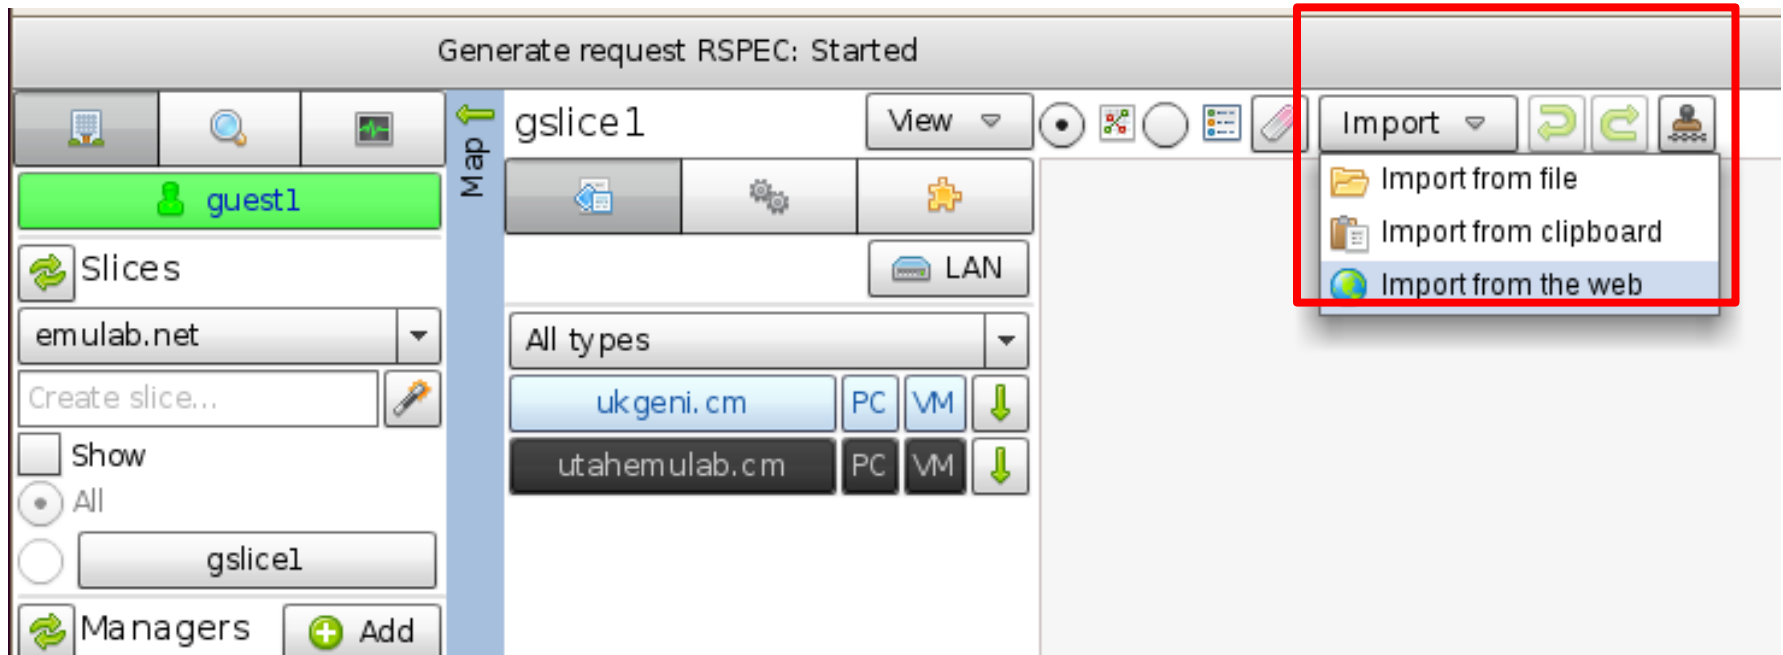 Generate request RSPEC: Started
guest1
Slices
emulab.net
Create slice...
Show
All
gslice1
Managers
Add
Map
gslice1
View
Import
LAN
All types
ukgeni.cm PC VM
utahemulab.cm PC VM
Import from file
Import from clipboard
Import from the web